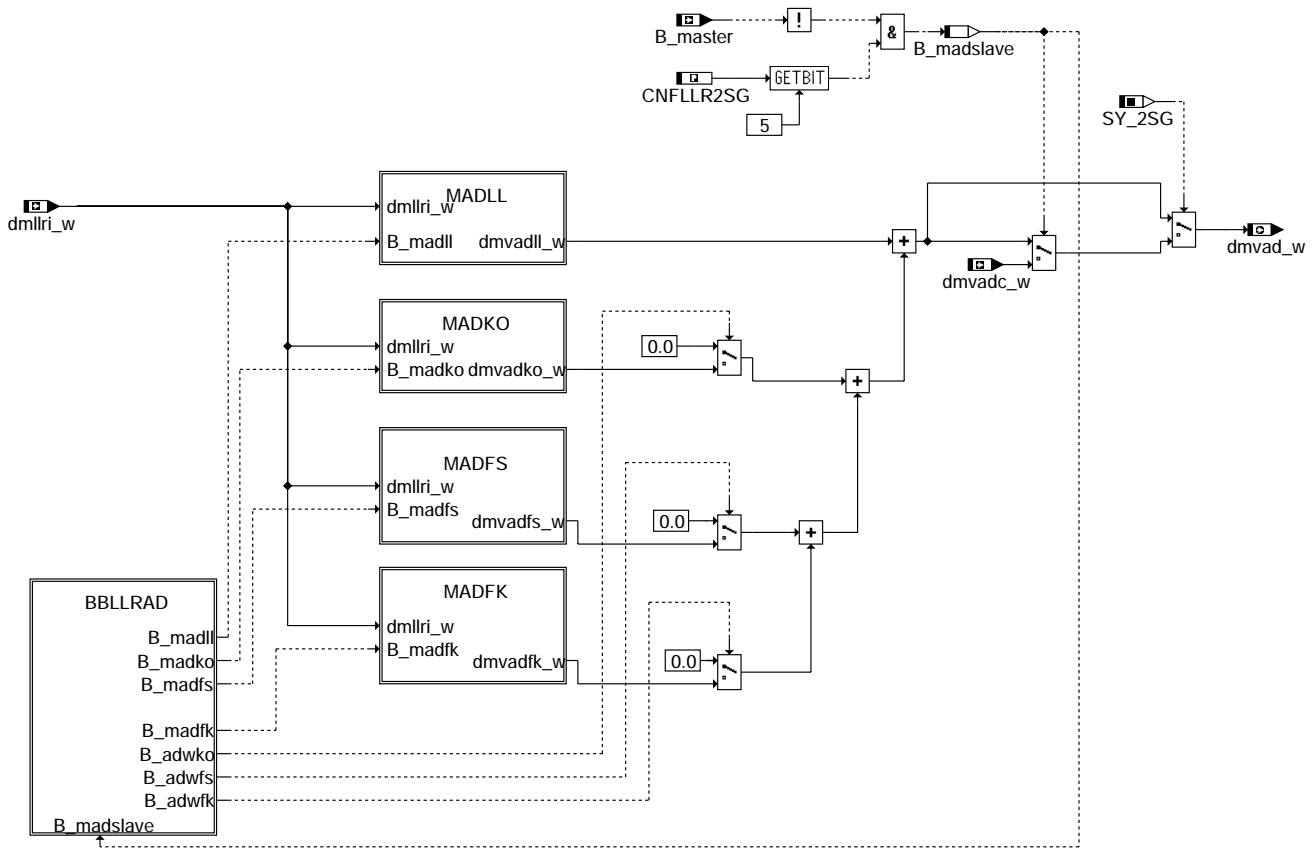 B_master
!
&
B_madslave
CNFLLR2SG
GETBIT
5
SY_2SG
dmllri_w
MADLL
dmllri_w
B_madll
dmvadll_w
+
dmvadc_w
dmvad_w
MADKO
dmllri_w
B_madko
dmvadko_w
0.0
+
MADFS
dmllri_w
B_madfs
dmvadfs_w
0.0
+
MADFK
dmllri_w
B_madfk
dmvadfk_w
0.0
BBLLRAD
B_madll
B_madko
B_madfs
B_madfk
B_adwko
B_adwfs
B_adwfk
B_madslave